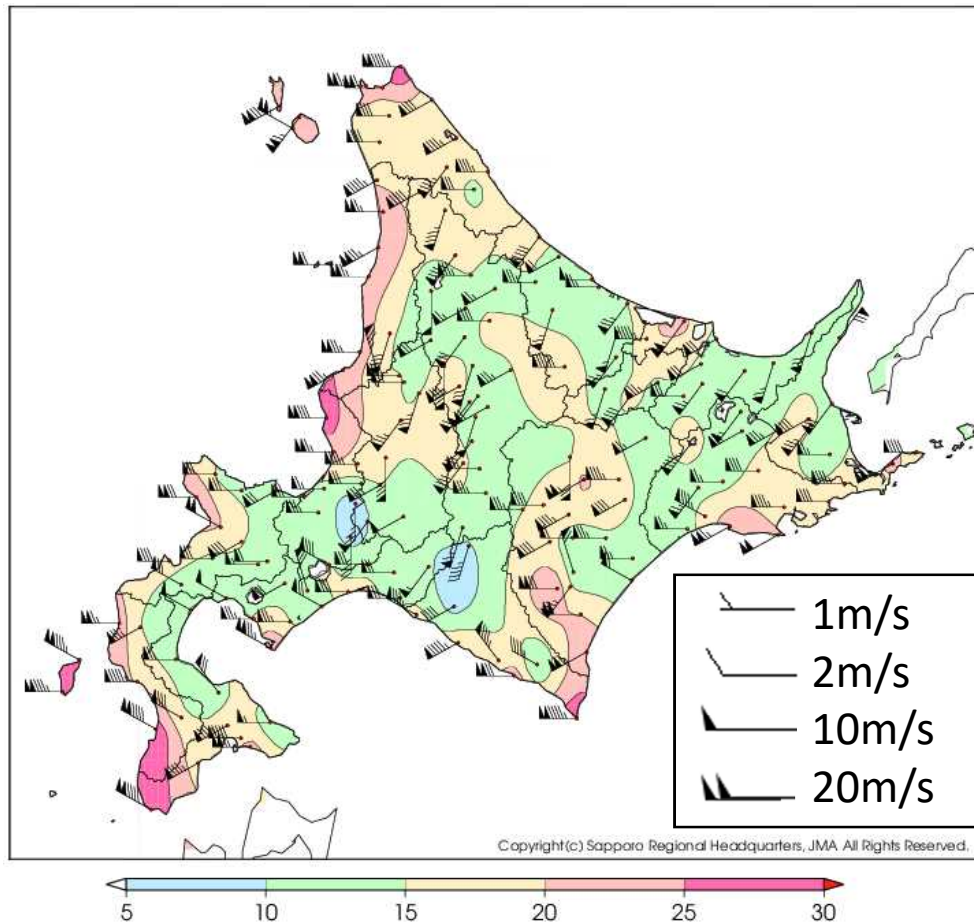 1m/s
2m/s
10m/s
20m/s
Copyright(c) Sapporo Regional Headquarters, JMA All Rights Reserved.
5 10 15 20 25 30